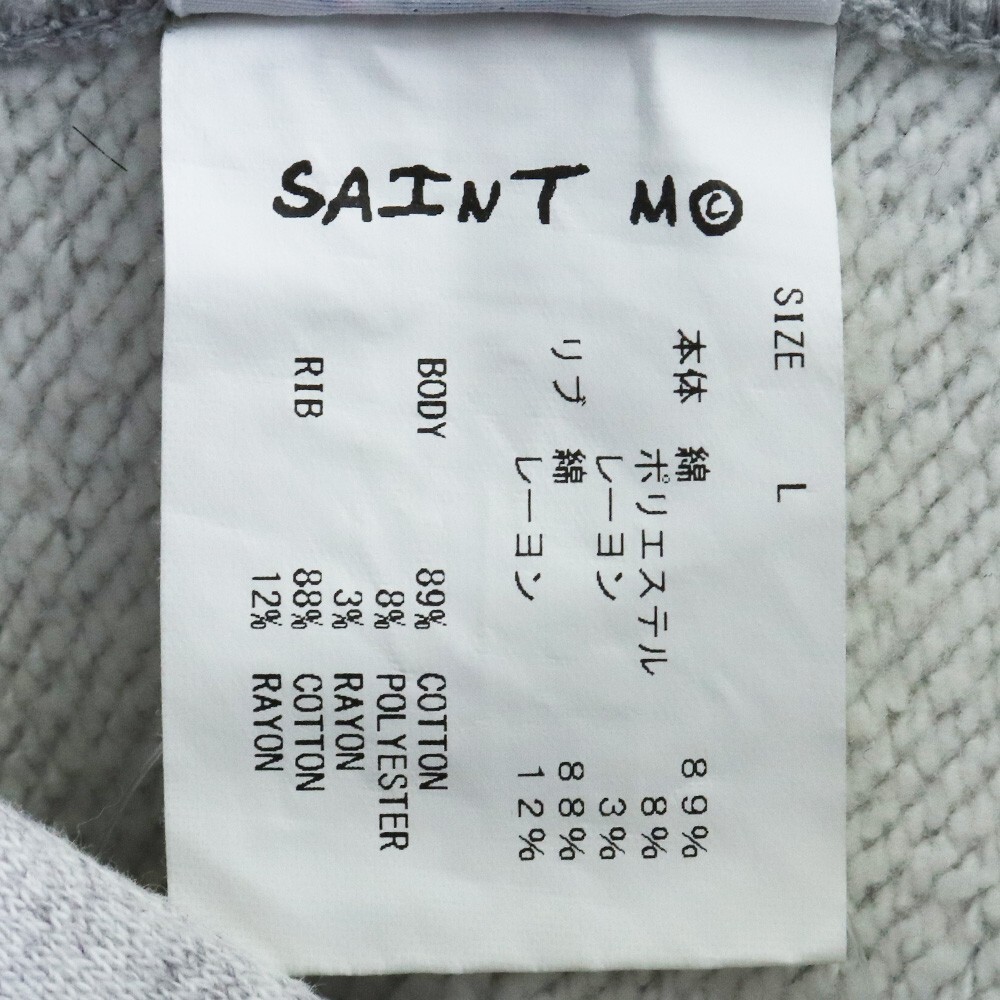 SAINT M©
SIZE L
本体 綿 89%
ポリエステル 8%
レーヨン 3%
リブ 綿 88%
レーヨン 12%
BODY 89% COTTON
8% POLYESTER
3% RAYON
RIB 88% COTTON
12% RAYON